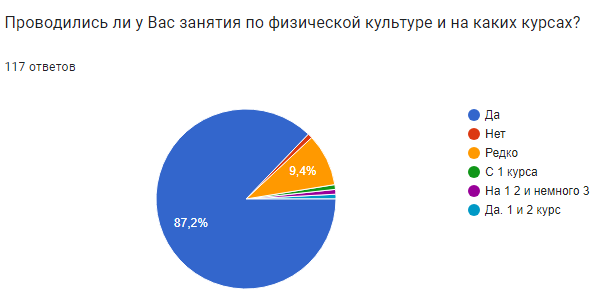 Проводились ли у Вас занятия по физической культуре и на каких курсах?
117 ответов
Да
Нет
Редко
С 1 курса
На 1 2 и немного 3
Да. 1 и 2 курс
9,4%
87,2%